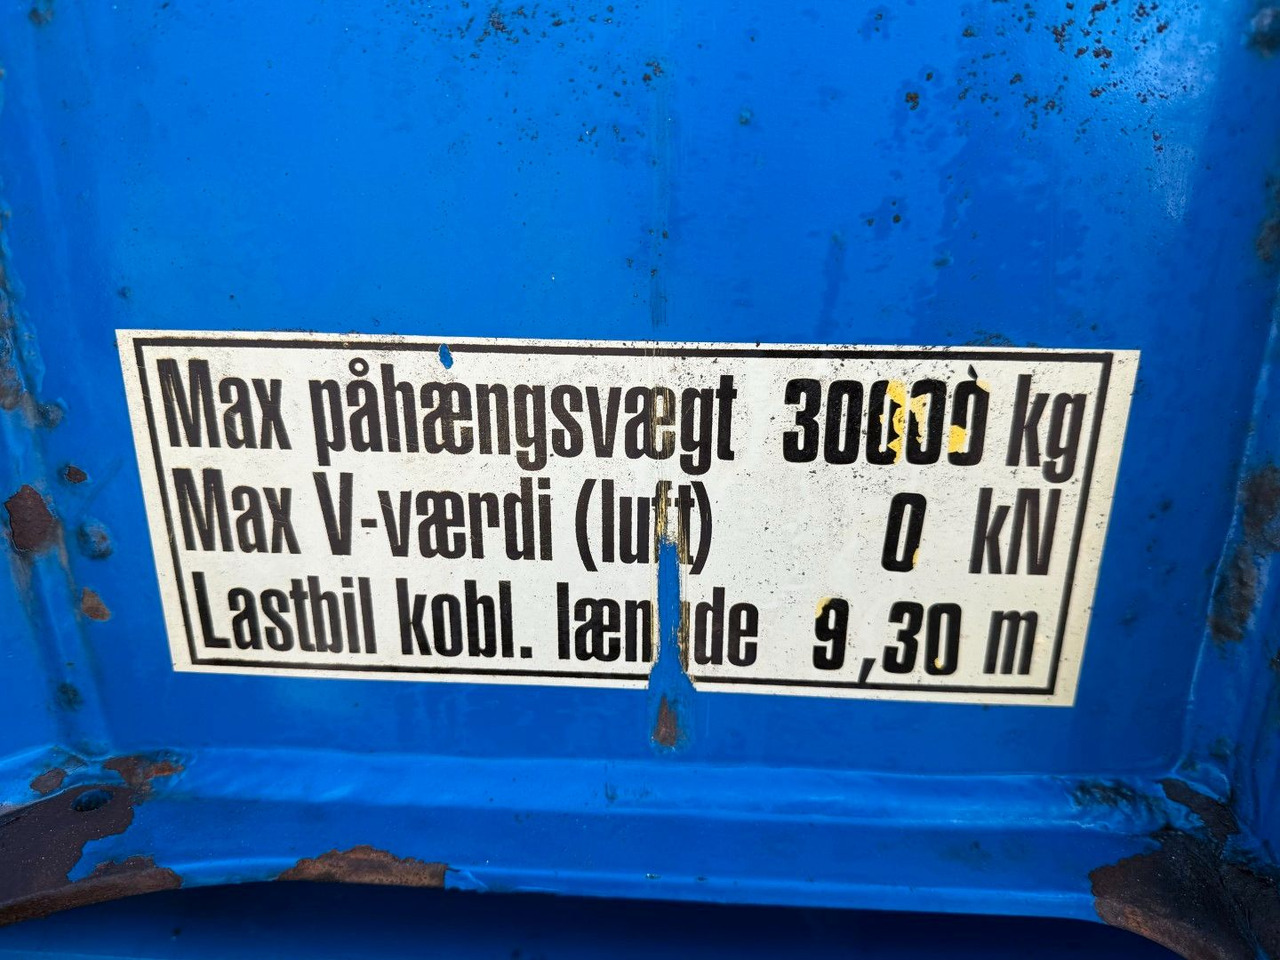 Max påhængsvægt 30000 kg
Max V-værdi (luft) 0 kN
Lastbil kobl. længde 9,30 m